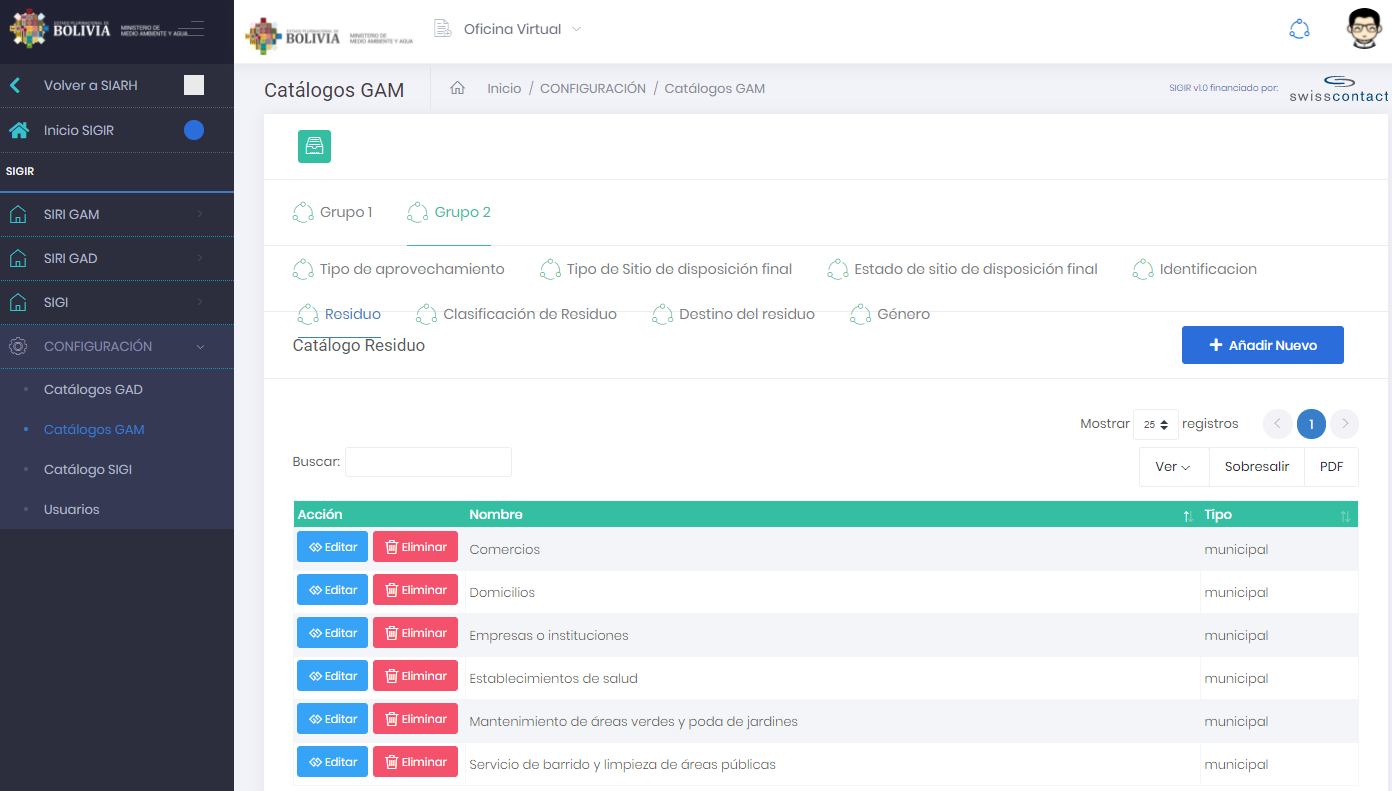 ESTADO PLURINACIONAL DE
BOLIVIA
MINISTERIO DE
MEDIO AMBIENTE Y AGUA
Volver a SIARH
Inicio SIGIR
SIGIR
SIRI GAM
SIRI GAD
SIGI
CONFIGURACIÓN
Catálogos GAD
Catálogos GAM
Catálogo SIGI
Usuarios
ESTADO PLURINACIONAL DE
BOLIVIA
MINISTERIO DE
MEDIO AMBIENTE Y AGUA
Oficina Virtual
Catálogos GAM
Inicio / CONFIGURACIÓN / Catálogos GAM
SIGIR v1.0 financiado por:
swisscontact
Grupo 1
Grupo 2
Tipo de aprovechamiento
Tipo de Sitio de disposición final
Estado de sitio de disposición final
Identificacion
Residuo
Clasificación de Residuo
Destino del residuo
Género
Catálogo Residuo
Añadir Nuevo
Mostrar 25 registros
1
Buscar:
Ver
Sobresalir
PDF
Acción Nombre Tipo
Editar Eliminar Comercios municipal
Editar Eliminar Domicilios municipal
Editar Eliminar Empresas o instituciones municipal
Editar Eliminar Establecimientos de salud municipal
Editar Eliminar Mantenimiento de áreas verdes y poda de jardines municipal
Editar Eliminar Servicio de barrido y limpieza de áreas públicas municipal